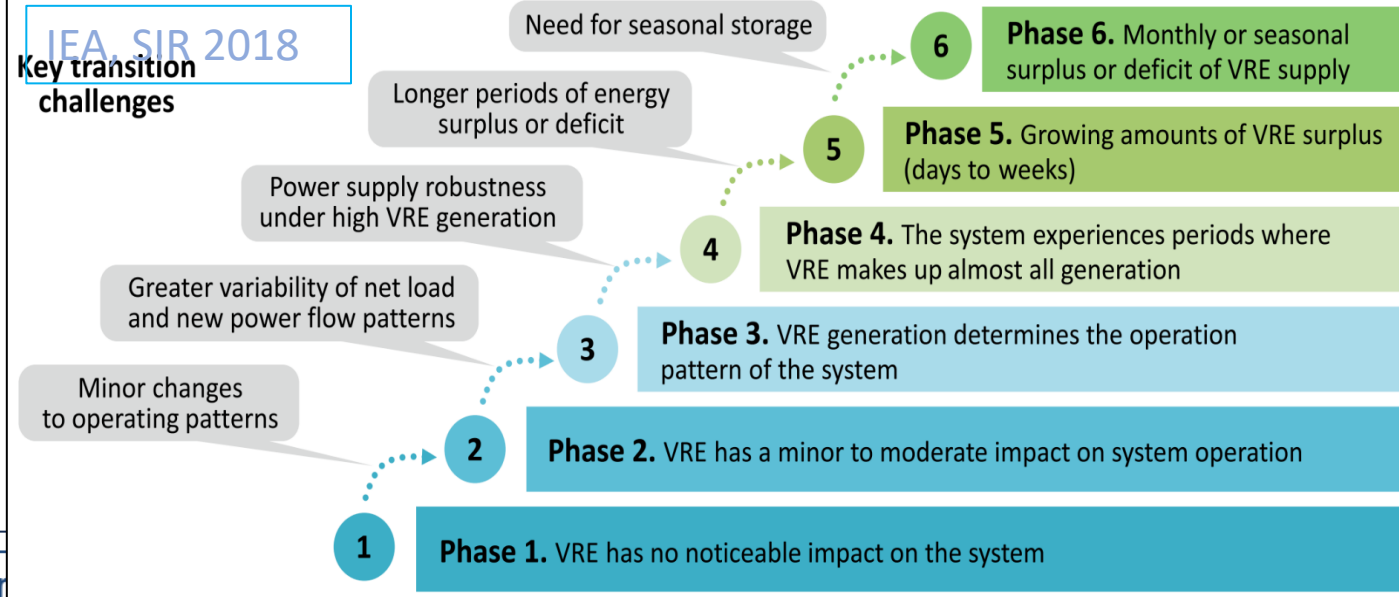 IEA, SIR 2018
Key transition
challenges
Need for seasonal storage
6
Phase 6. Monthly or seasonal
surplus or deficit of VRE supply
Longer periods of energy
surplus or deficit
5
Phase 5. Growing amounts of VRE surplus
(days to weeks)
Power supply robustness
under high VRE generation
4
Phase 4. The system experiences periods where
VRE makes up almost all generation
Greater variability of net load
and new power flow patterns
3
Phase 3. VRE generation determines the operation
pattern of the system
Minor changes
to operating patterns
2
Phase 2. VRE has a minor to moderate impact on system operation
1
Phase 1. VRE has no noticeable impact on the system